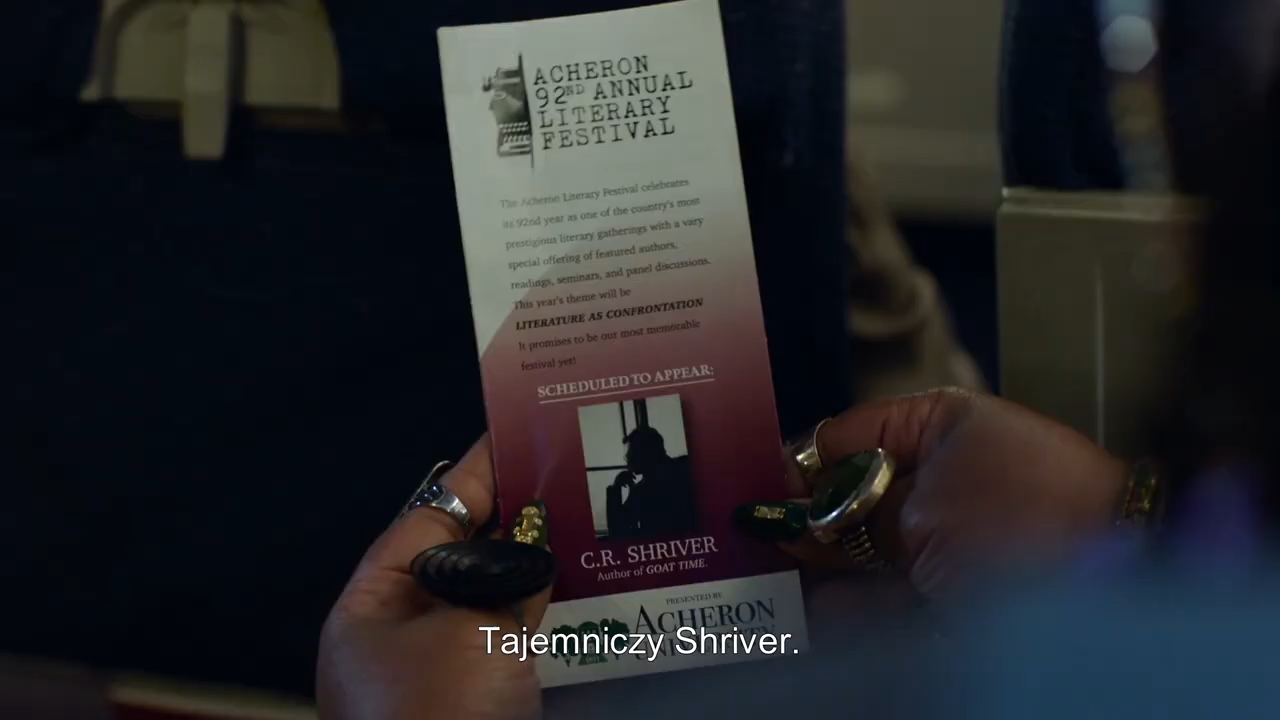 ACHERON
92ND ANNUAL
LITERARY
FESTIVAL
The Acheron Literary Festival celebrates
its 92nd year as one of the country's most
prestigious literary gatherings with a vary
special offering of featured authors,
readings, seminars, and panel discussions.
This year's theme will be
LITERATURE AS CONFRONTATION
It promises to be our most memorable
festival yet!
SCHEDULED TO APPEAR:
C.R. SHRIVER
Author of GOAT TIME.
PRESENTED BY
ACHERON
Tajemniczy Shriver.